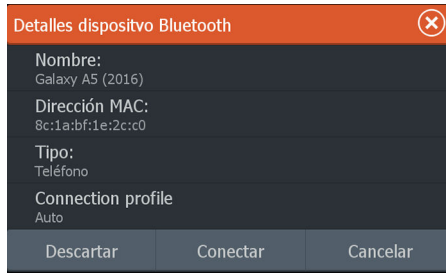 Detalles dispositvo Bluetooth
Nombre:
Galaxy A5 (2016)
Dirección MAC:
8c:1a:bf:1e:2c:c0
Tipo:
Teléfono
Connection profile
Auto
Descartar Conectar Cancelar